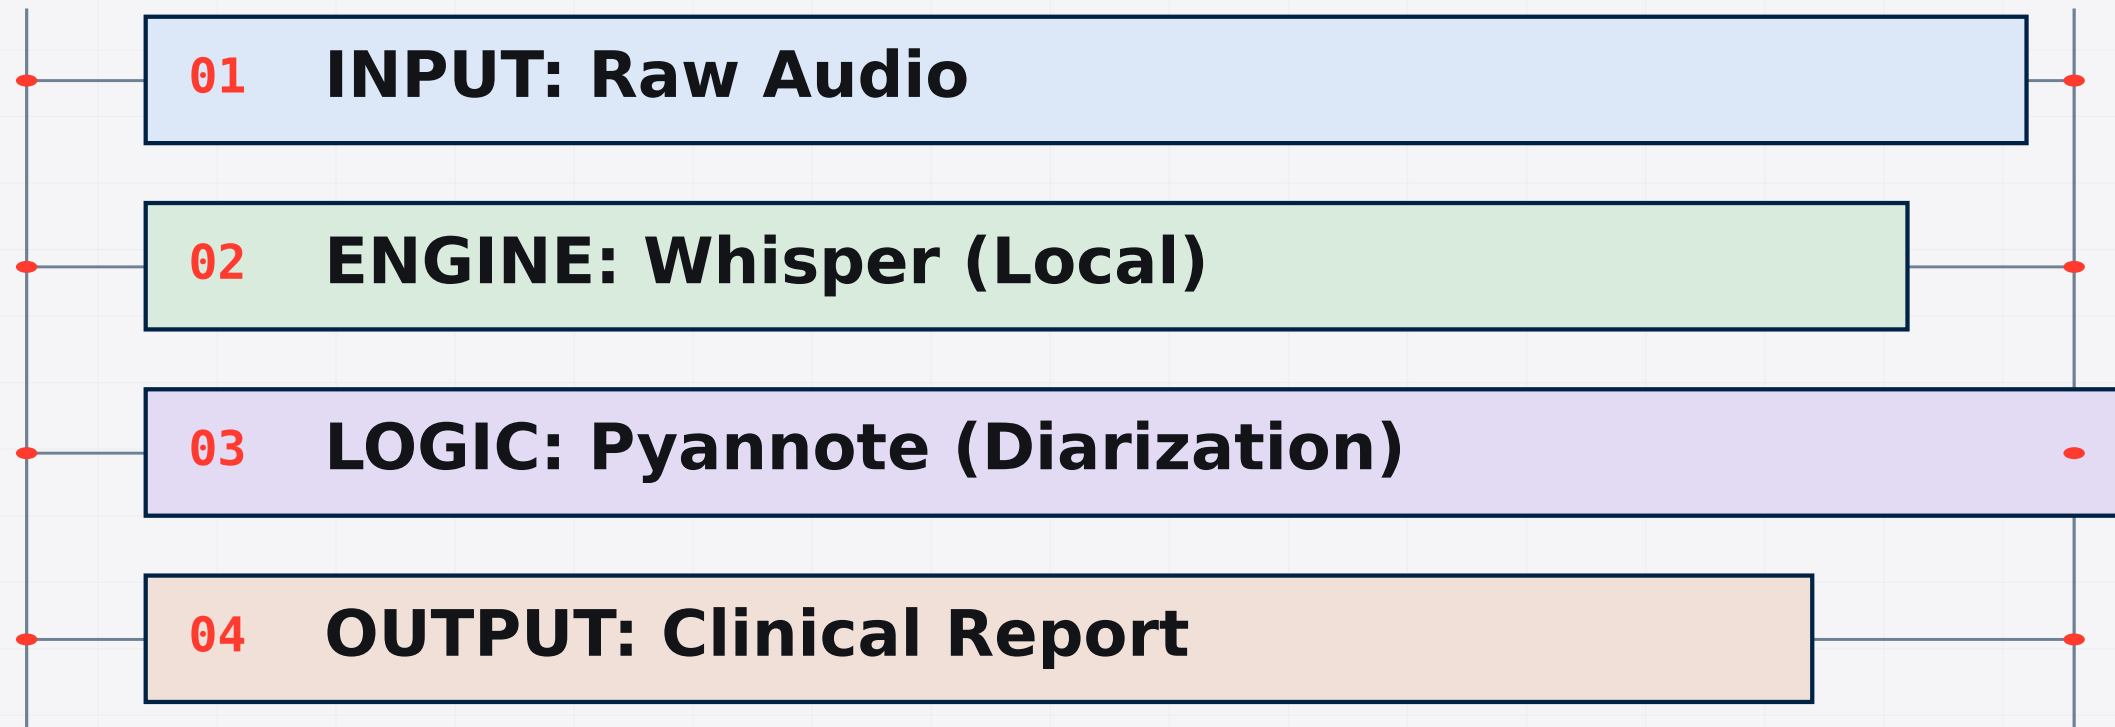 01 INPUT: Raw Audio
02 ENGINE: Whisper (Local)
03 LOGIC: Pyannote (Diarization)
04 OUTPUT: Clinical Report